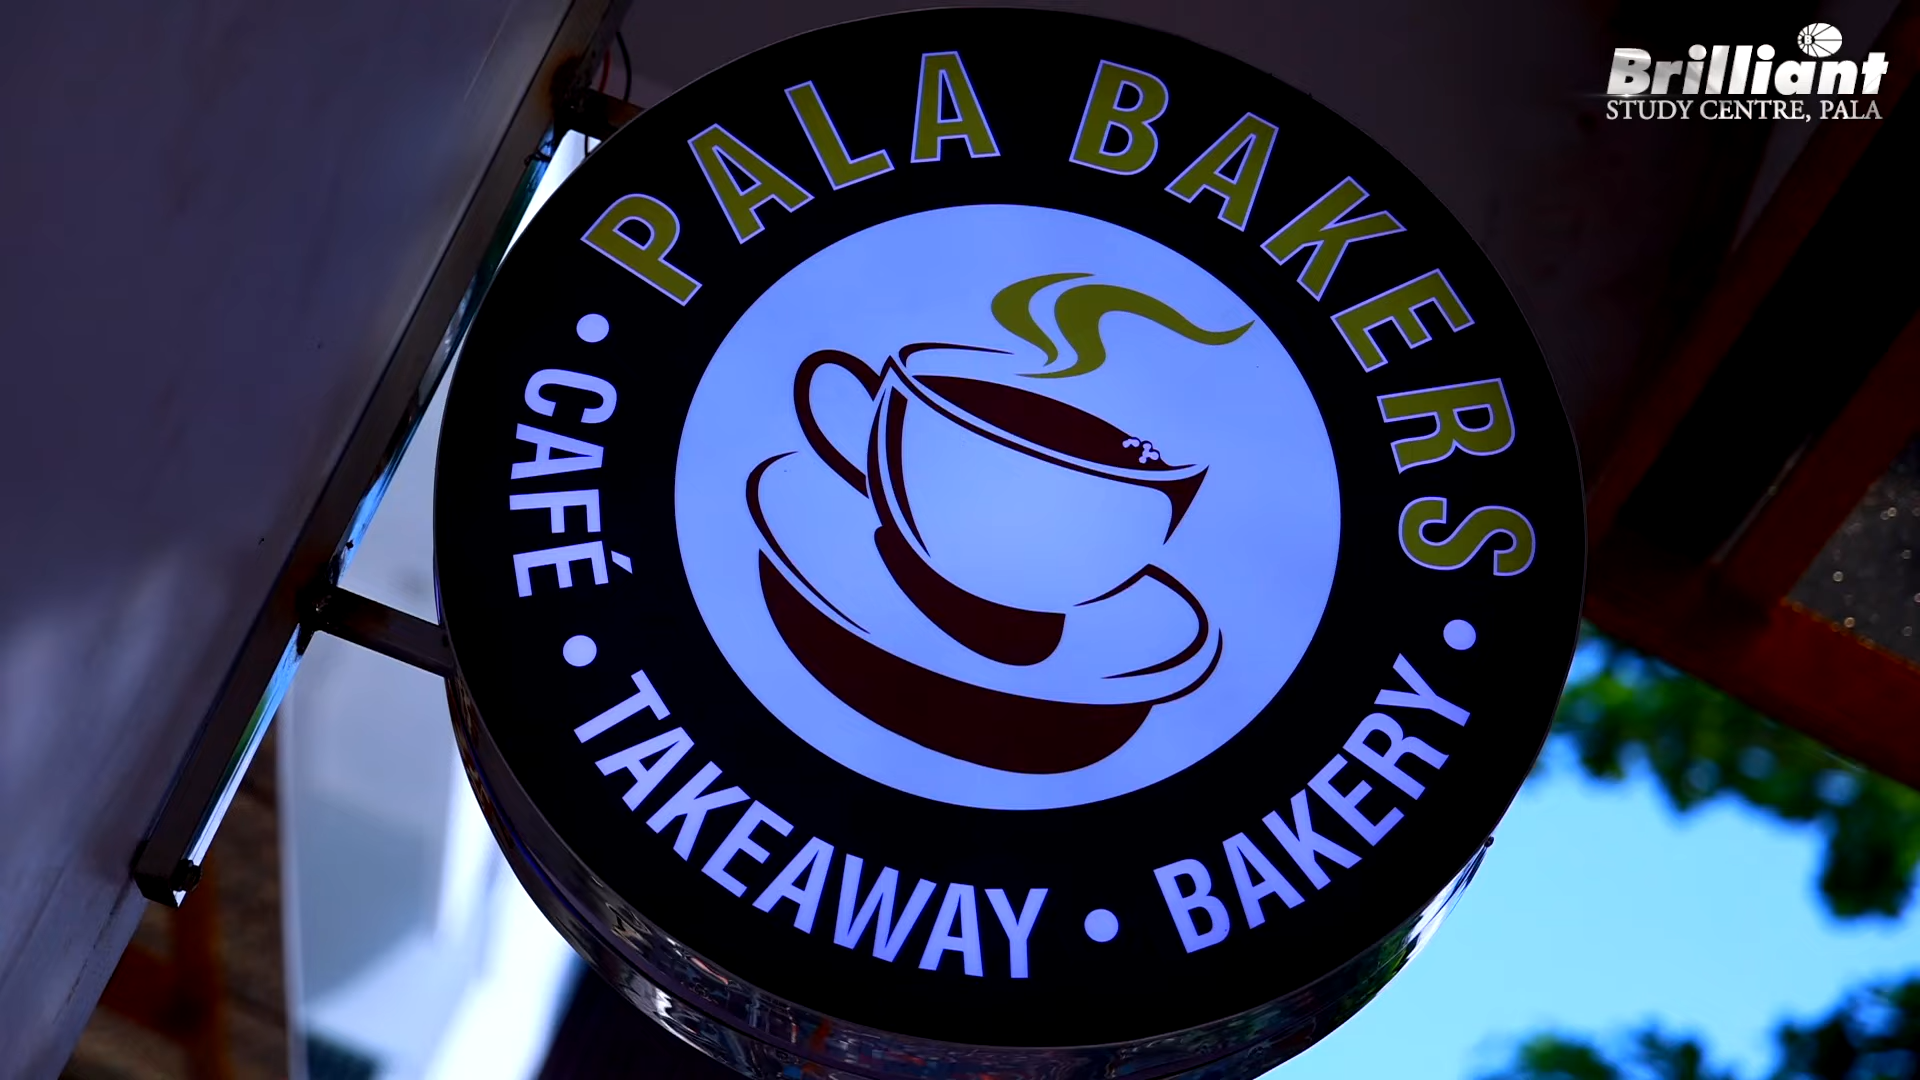 PALA BAKERS
• CAFÉ • TAKEAWAY • BAKERY •
Brilliant
STUDY CENTRE, PALA